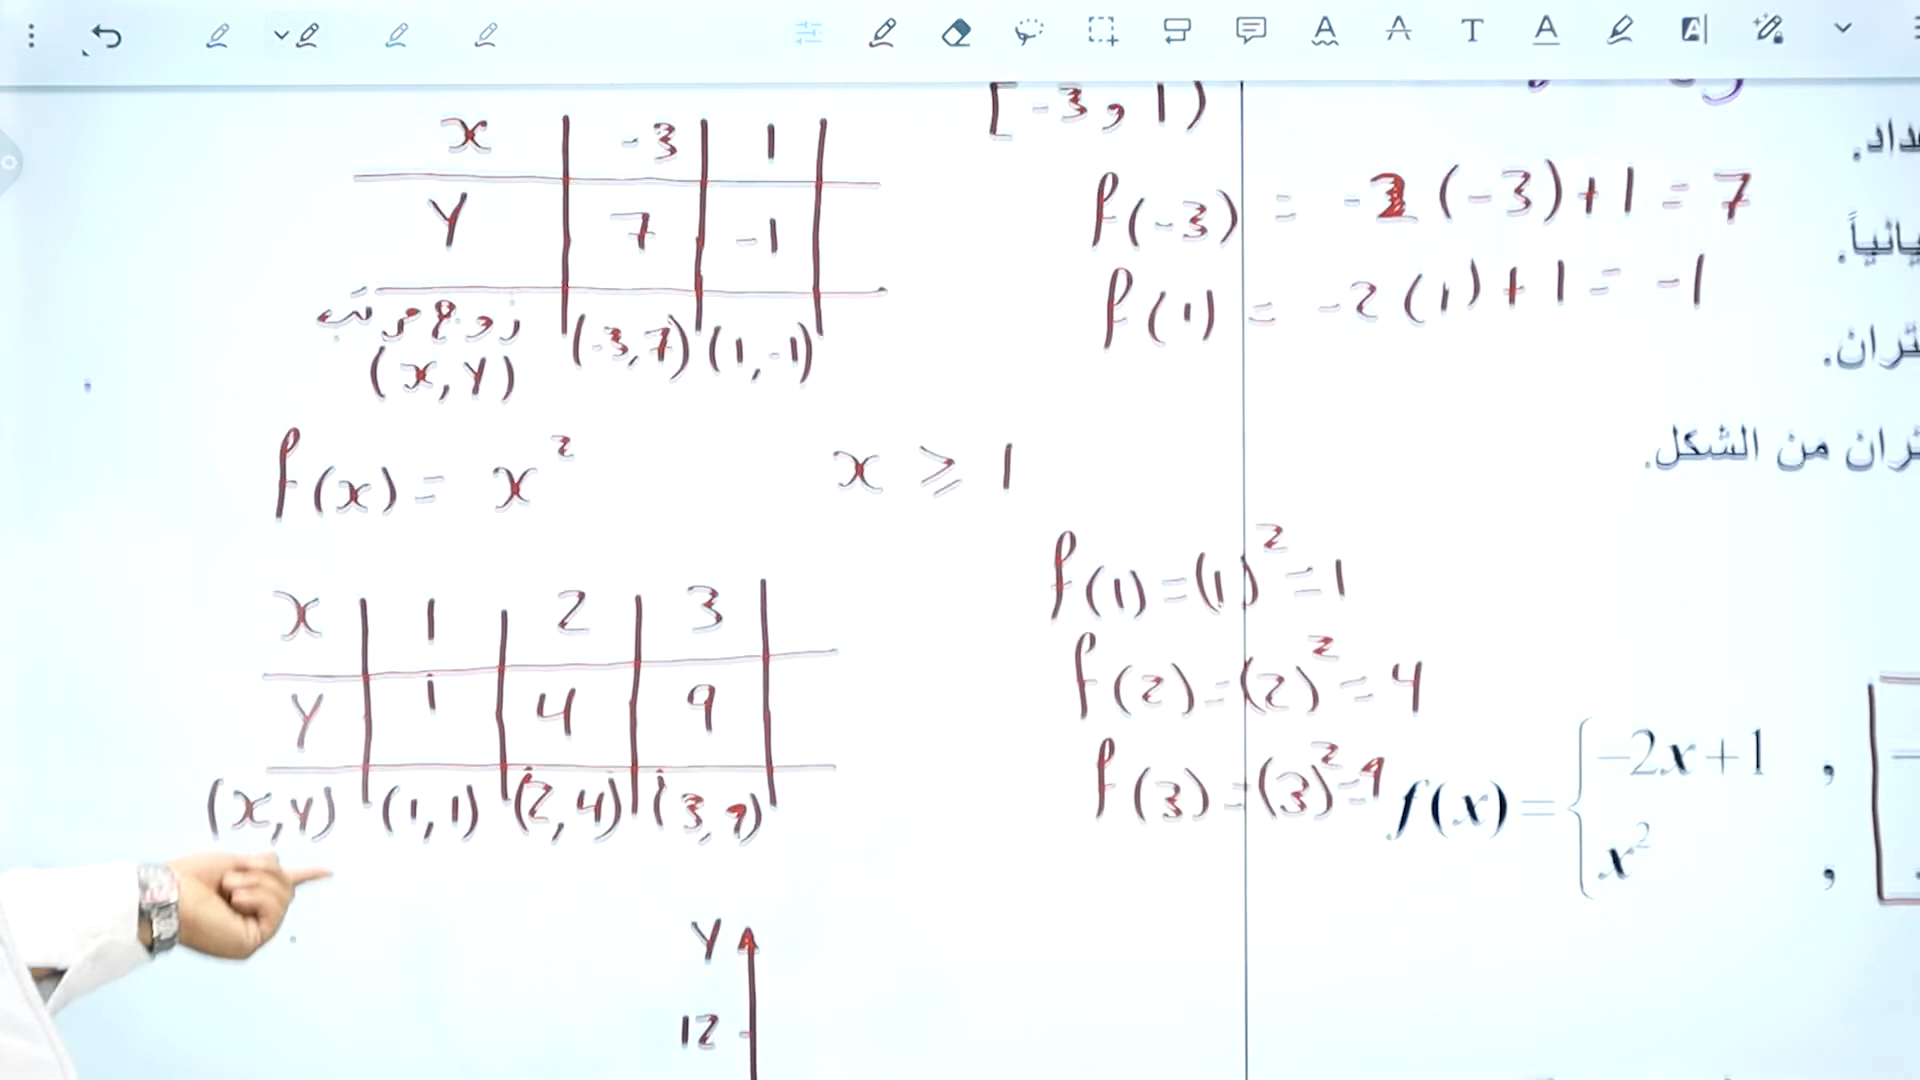 x | -3 | 1
y | 7 | -1
زوج مرتب
(x, y) (-3, 7) (1, -1)
[-3, 1)
f(-3) = -2(-3)+1 = 7
f(1) = -2(1)+1 = -1
f(x) = x² x ≥ 1
x | 1 | 2 | 3
y | 1 | 4 | 9
(x, y) (1, 1) (2, 4) (3, 9)
f(1)=(1)²=1
f(2)=(2)²=4
f(3)=(3)²=9
f(x)= { -2x+1 ,
x² ,
من الشكل.
y
12